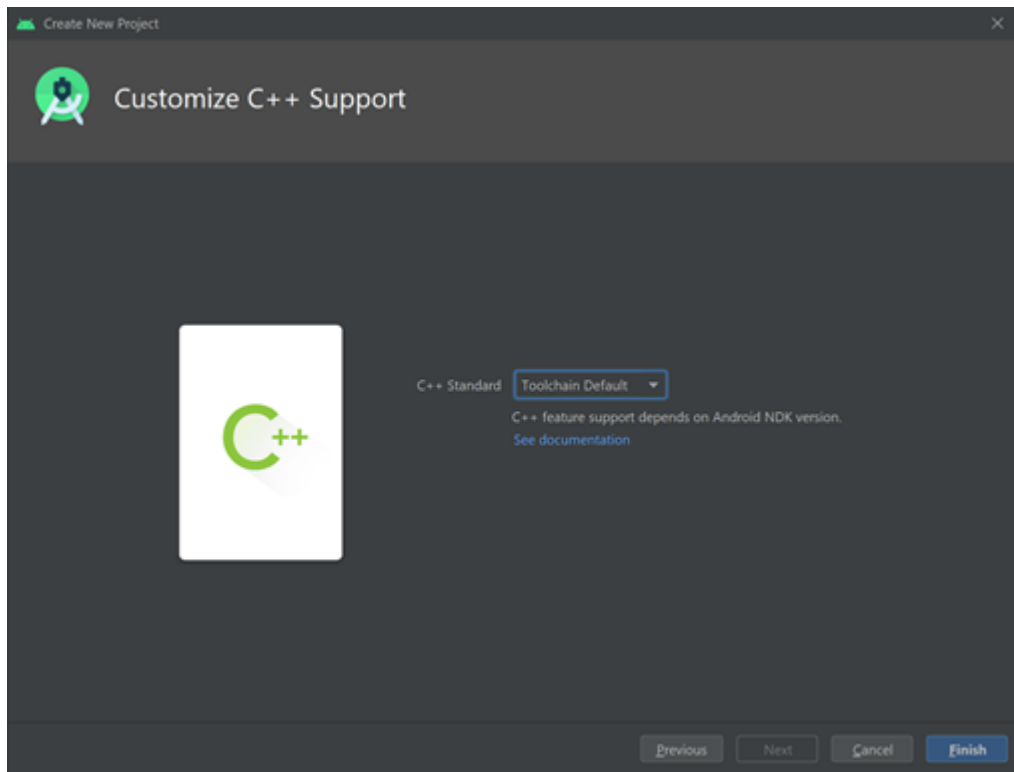 Create New Project
Customize C++ Support
C++
C++ Standard Toolchain Default
C++ feature support depends on Android NDK version.
See documentation
Previous Next Cancel Finish